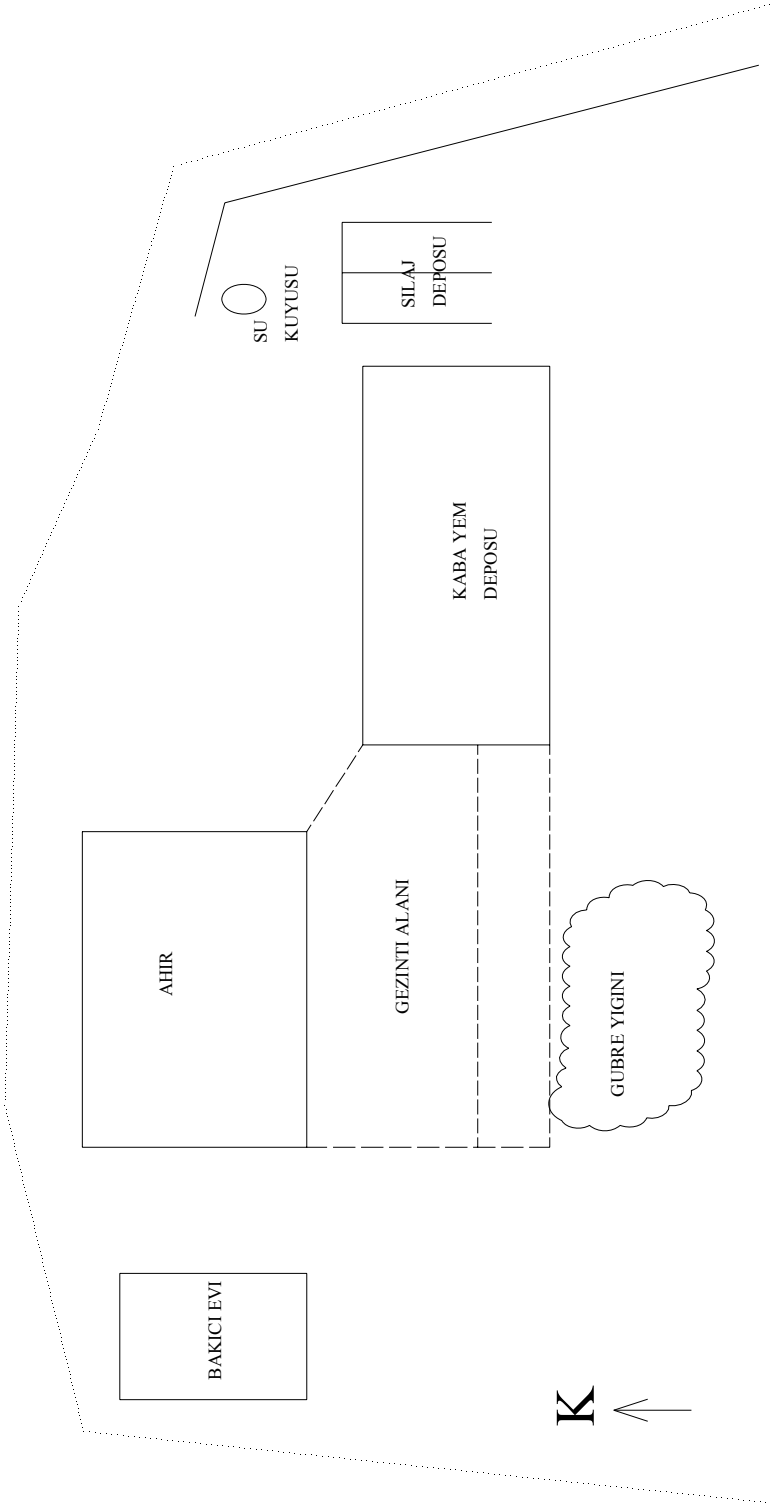 SU
KUYUSU
SILAJ
DEPOSU
KABA YEM
DEPOSU
AHIR
GEZINTI ALANI
GUBRE YIGINI
BAKICI EVI
K